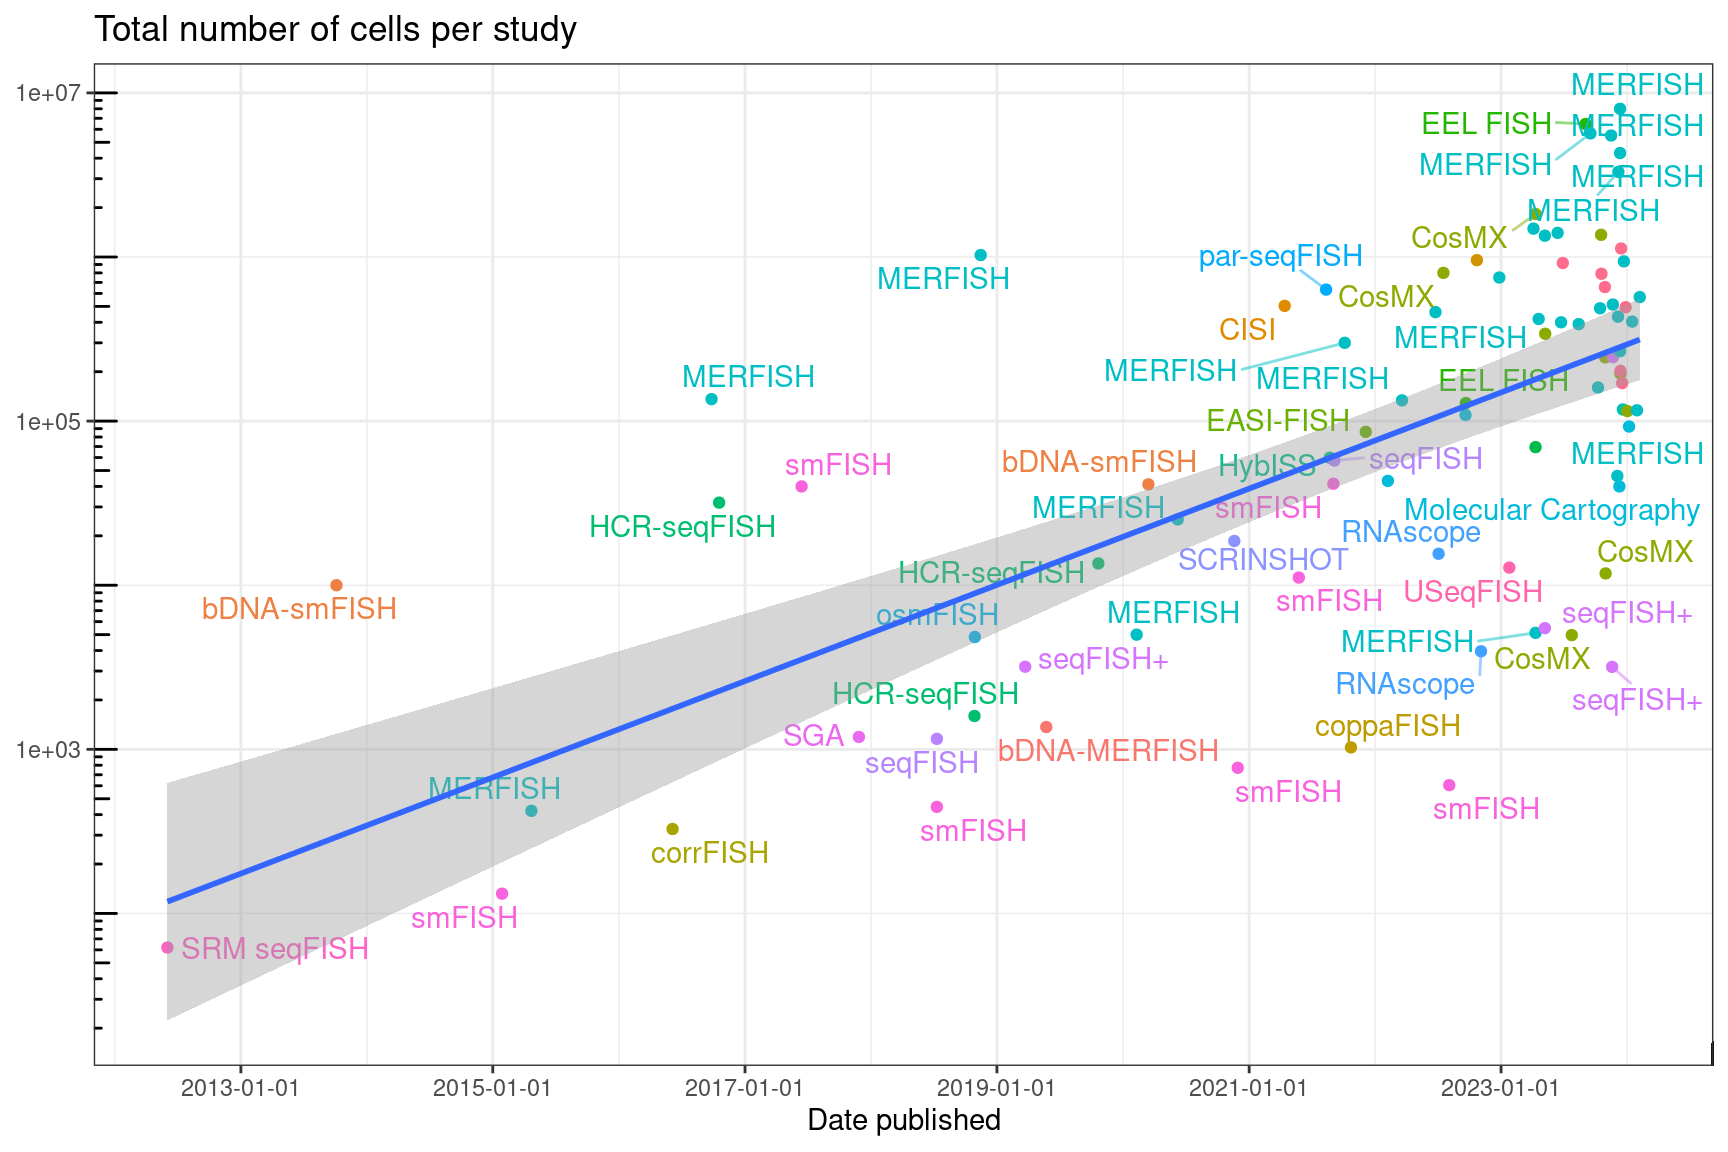 Total number of cells per study
1e+07
MERFISH
EEL FISH
MERFISH
MERFISH
MERFISH
MERFISH
CosMX
par-seqFISH
MERFISH
CosMX
CISI
MERFISH
MERFISH
MERFISH
MERFISH
EEL FISH
1e+05
EASI-FISH
smFISH
bDNA-smFISH
HybISS
seqFISH
MERFISH
MERFISH
smFISH
Molecular Cartography
HCR-seqFISH
RNAscope
SCRINSHOT
CosMX
HCR-seqFISH
USeqFISH
bDNA-smFISH
smFISH
osmFISH
MERFISH
seqFISH+
MERFISH
seqFISH+
CosMX
RNAscope
HCR-seqFISH
seqFISH+
coppaFISH
SGA
1e+03
bDNA-MERFISH
seqFISH
MERFISH
smFISH
smFISH
smFISH
corrFISH
smFISH
SRM seqFISH
2013-01-01
2015-01-01
2017-01-01
2019-01-01
2021-01-01
2023-01-01
Date published